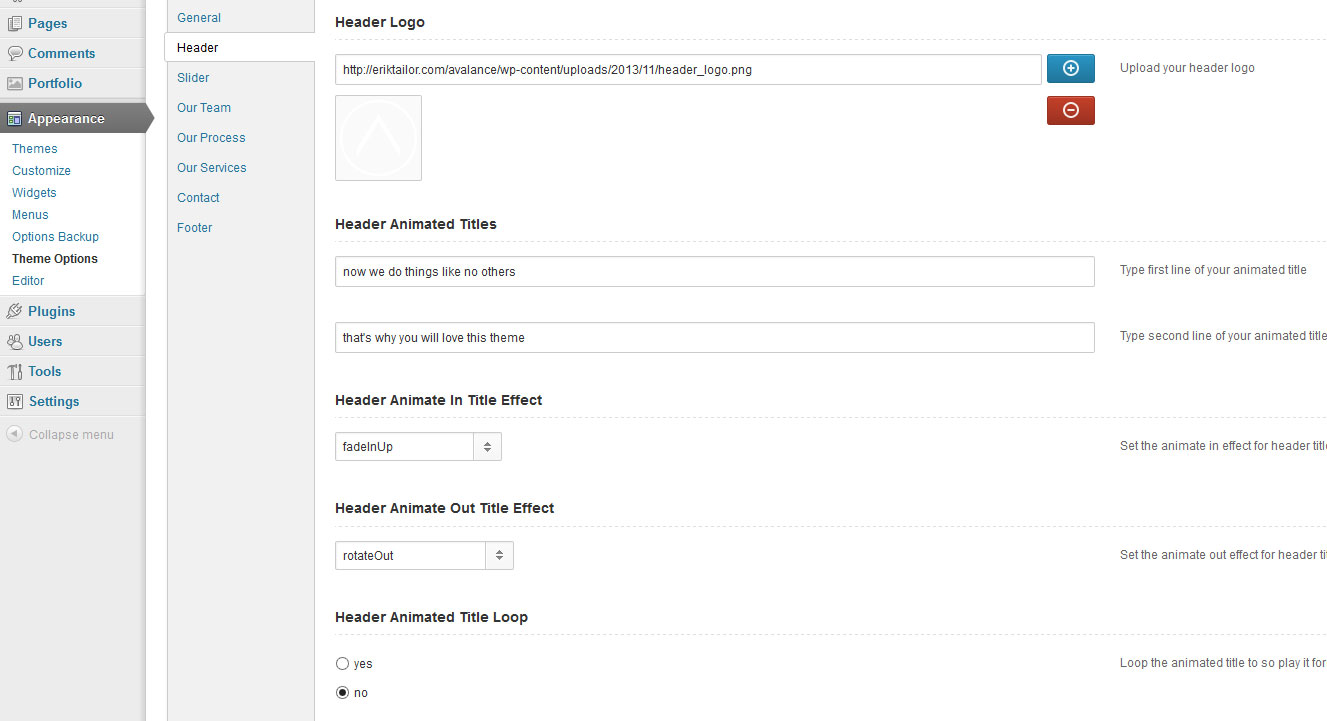 Pages
Comments
Portfolio
Appearance
Themes
Customize
Widgets
Menus
Options Backup
Theme Options
Editor
Plugins
Users
Tools
Settings
Collapse menu
General
Header
Slider
Our Team
Our Process
Our Services
Contact
Footer
Header Logo
http://eriktailor.com/avalance/wp-content/uploads/2013/11/header_logo.png
Upload your header logo
Header Animated Titles
now we do things like no others
Type first line of your animated title
that's why you will love this theme
Type second line of your animated title
Header Animate In Title Effect
fadeInUp
Set the animate in effect for header title
Header Animate Out Title Effect
rotateOut
Set the animate out effect for header
Header Animated Title Loop
yes
Loop the animated title to so play it for
no